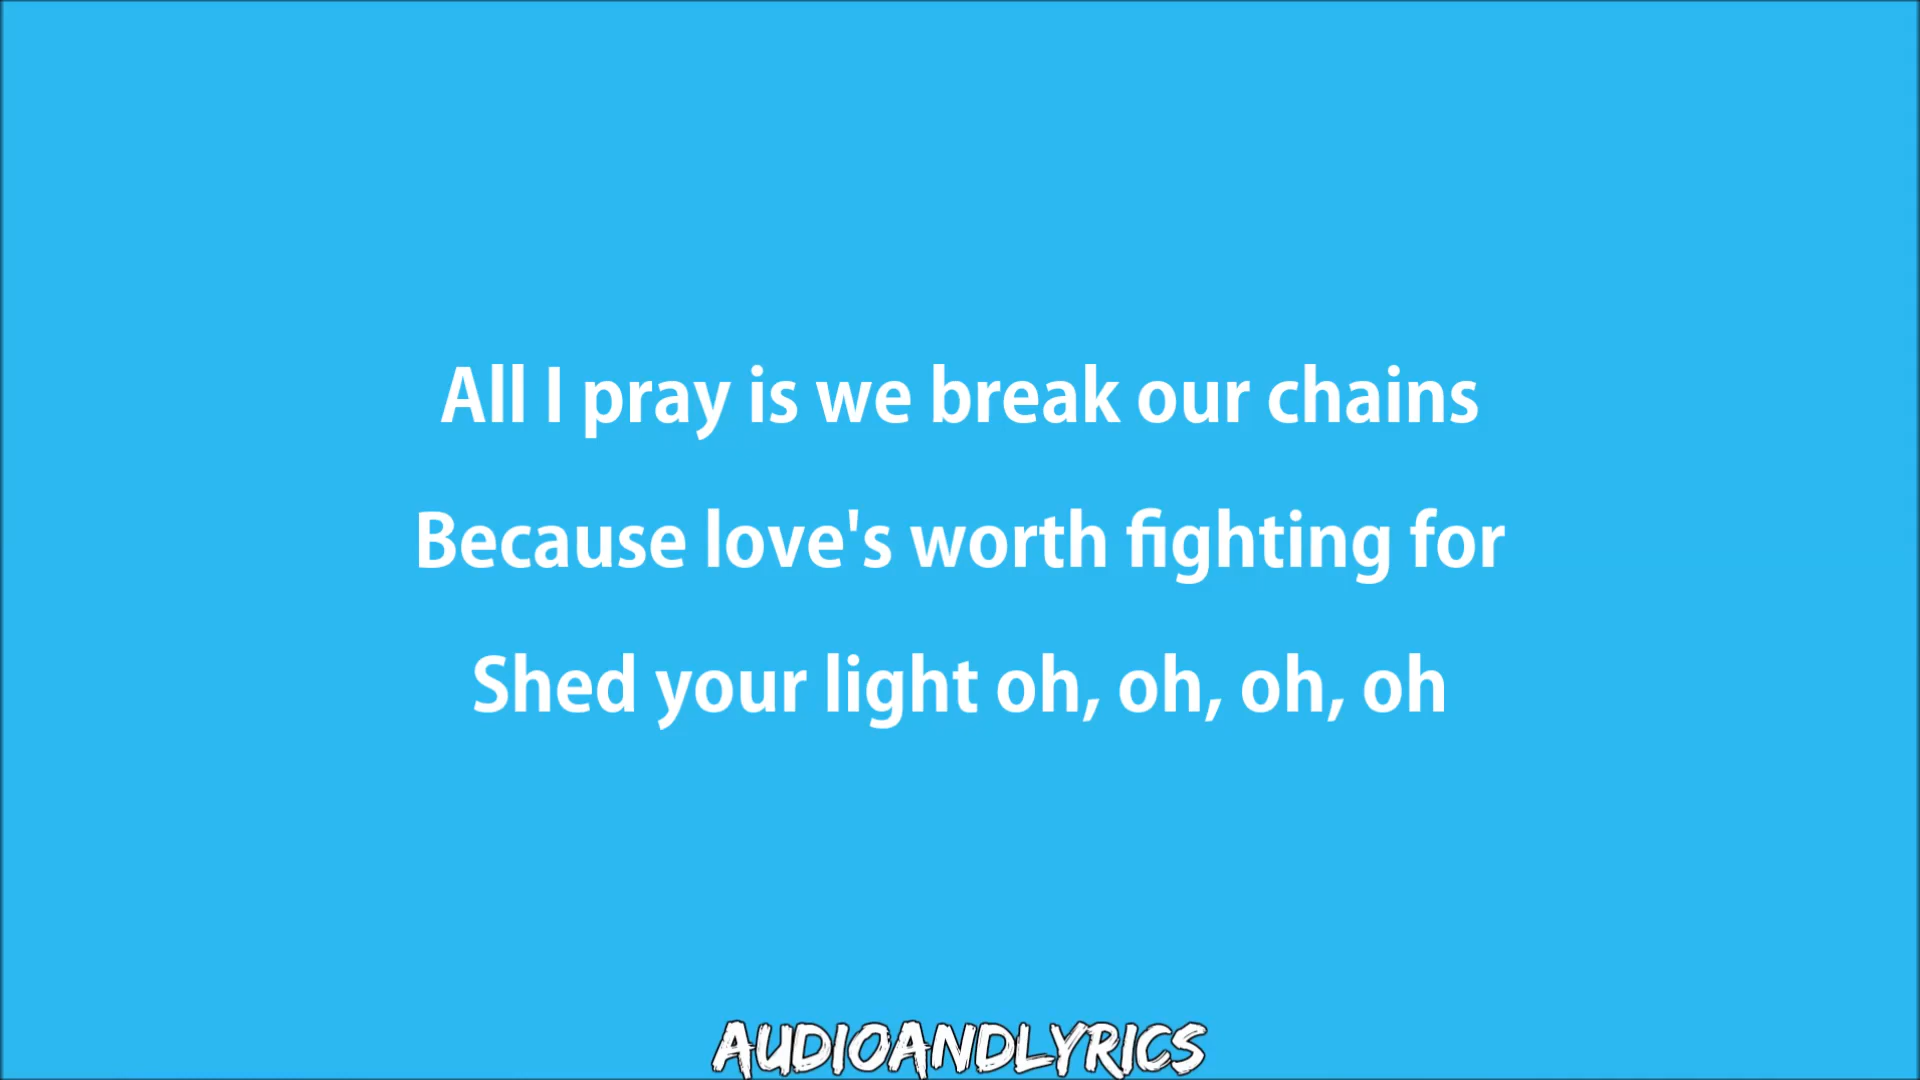 All I pray is we break our chains
Because love's worth fighting for
Shed your light oh, oh, oh, oh
AUDIOANDLYRICS